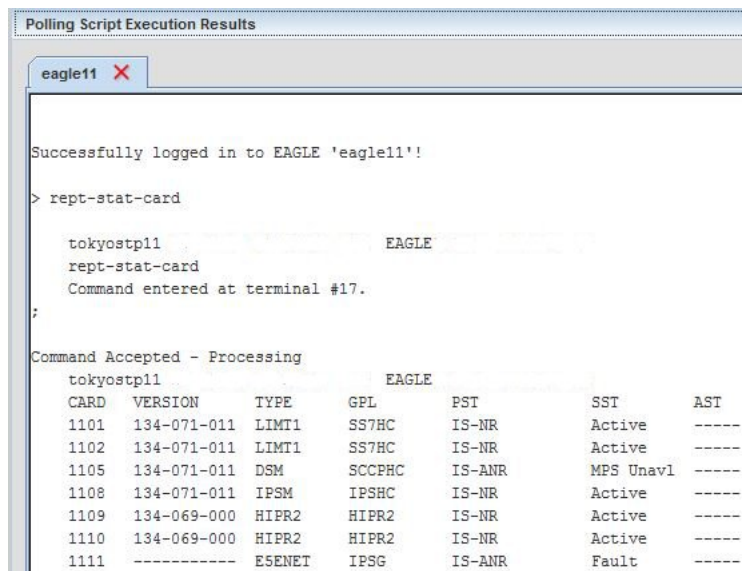 Polling Script Execution Results
eagle11
Successfully logged in to EAGLE 'eagle11'!
> rept-stat-card
tokyostp11 EAGLE
rept-stat-card
Command entered at terminal #17.
;
Command Accepted - Processing
tokyostp11 EAGLE
CARD VERSION TYPE GPL PST SST AST
1101 134-071-011 LIMT1 SS7HC IS-NR Active -----
1102 134-071-011 LIMT1 SS7HC IS-NR Active -----
1105 134-071-011 DSM SCCPHC IS-ANR MPS Unavl -----
1108 134-071-011 IPSM IPSHC IS-NR Active -----
1109 134-069-000 HIPR2 HIPR2 IS-NR Active -----
1110 134-069-000 HIPR2 HIPR2 IS-NR Active -----
1111 ----------- E5ENET IPSG IS-ANR Fault -----